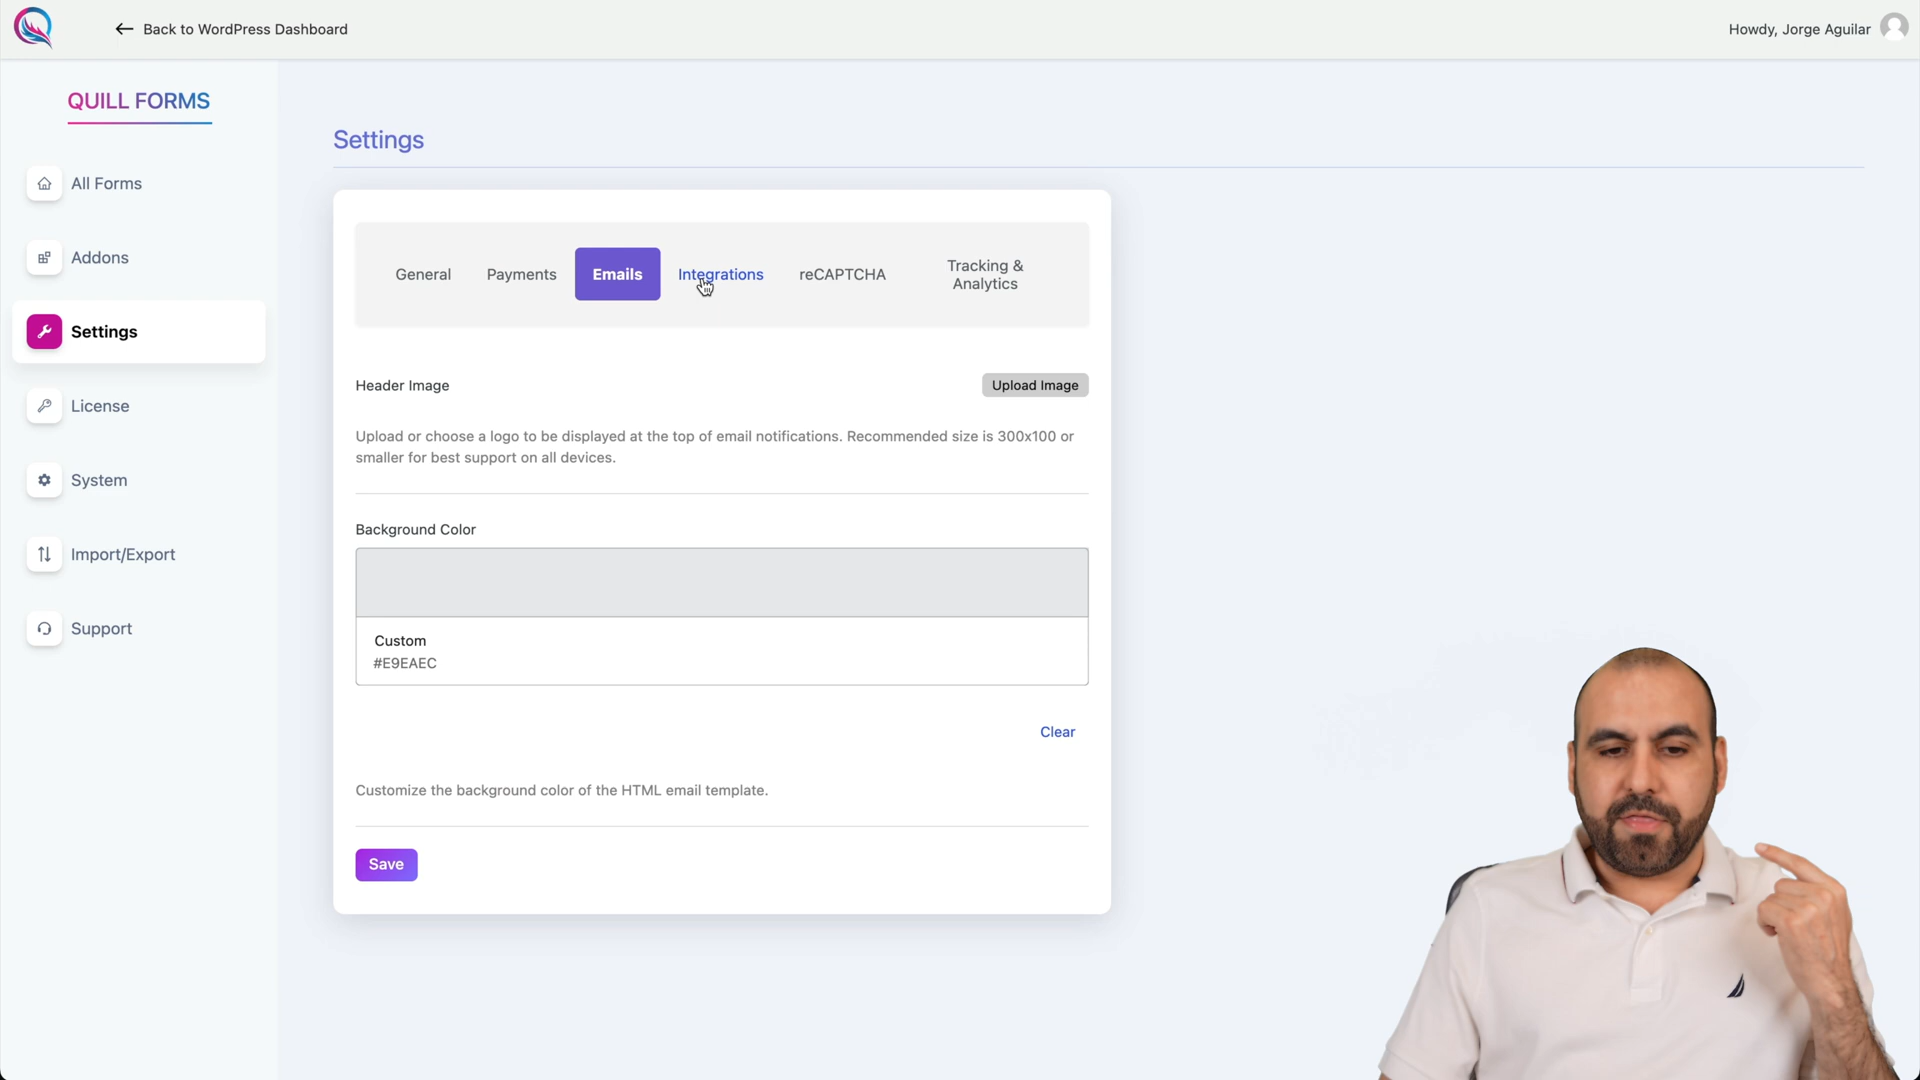 Back to WordPress Dashboard
Howdy, Jorge Aguilar
QUILL FORMS
All Forms
Addons
Settings
License
System
Import/Export
Support
Settings
General
Payments
Emails
Integrations
reCAPTCHA
Tracking &
Analytics
Header Image
Upload Image
Upload or choose a logo to be displayed at the top of email notifications. Recommended size is 300x100 or
smaller for best support on all devices.
Background Color
Custom
#E9EAEC
Clear
Customize the background color of the HTML email template.
Save